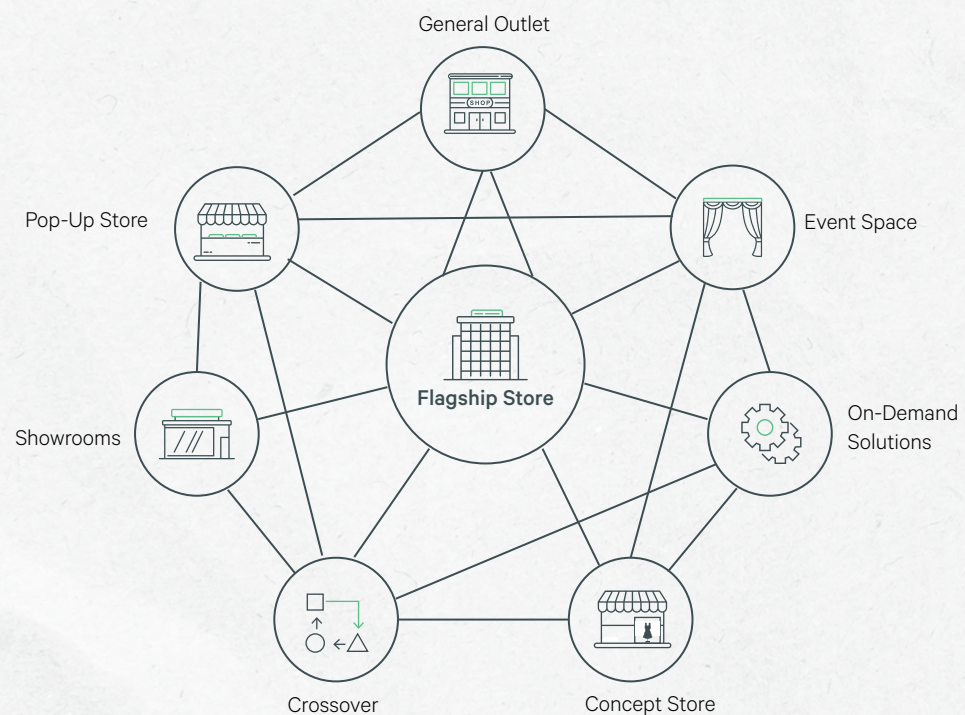 General Outlet
SHOP
Pop-Up Store
Event Space
Flagship Store
Showrooms
On-Demand
Solutions
Crossover
Concept Store